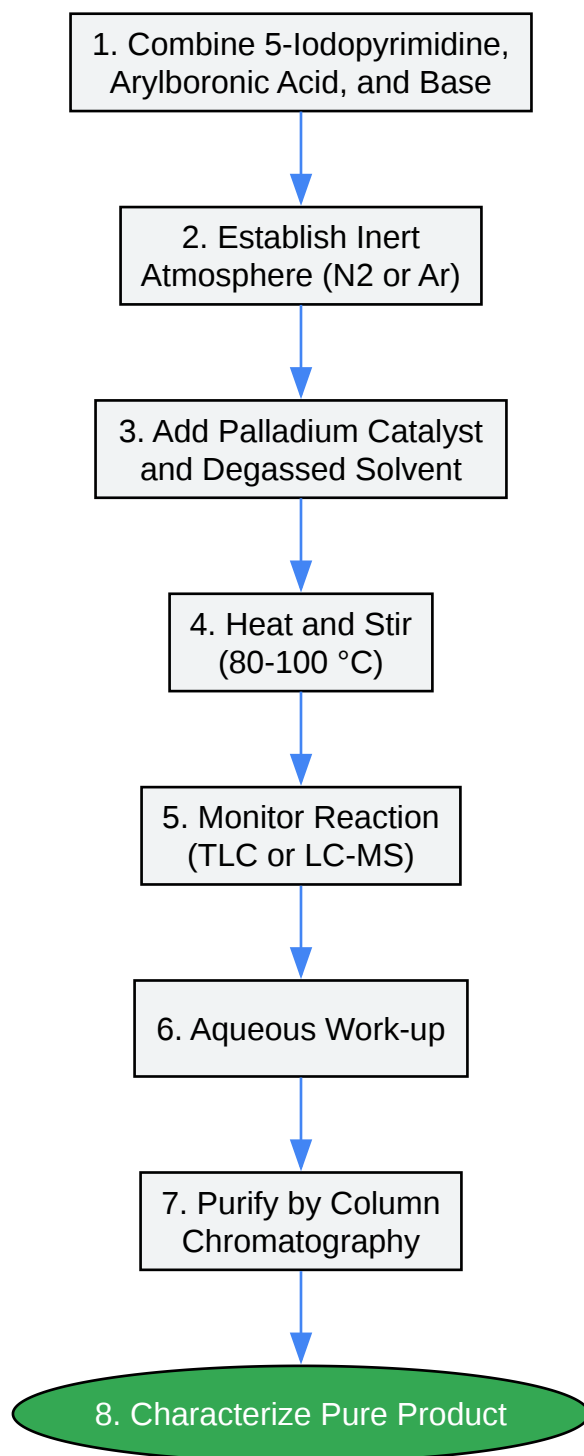 1. Combine 5-Iodopyrimidine,
Arylboronic Acid, and Base
2. Establish Inert
Atmosphere (N2 or Ar)
3. Add Palladium Catalyst
and Degassed Solvent
4. Heat and Stir
(80-100 °C)
5. Monitor Reaction
(TLC or LC-MS)
6. Aqueous Work-up
7. Purify by Column
Chromatography
8. Characterize Pure Product